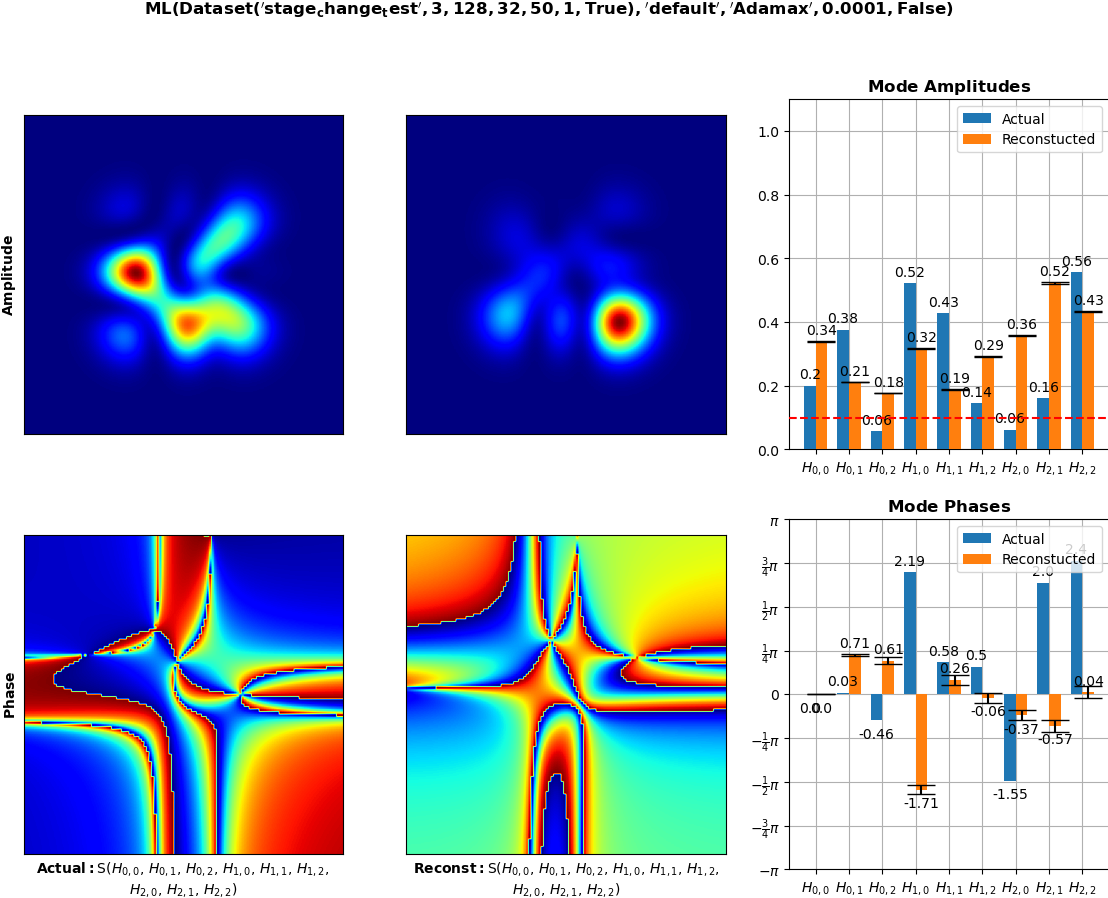 ML(Dataset('stage_change_test', 3, 128, 32, 50, 1, True), 'default', 'Adamax', 0.0001, False)
Amplitude
Mode Amplitudes
Actual
Reconstucted
1.0
0.8
0.6
0.4
0.2
0.0
0.2 0.38 0.06 0.52 0.43 0.14 0.06 0.16 0.56
0.34 0.21 0.18 0.32 0.19 0.29 0.36 0.52 0.43
H0,0 H0,1 H0,2 H1,0 H1,1 H1,2 H2,0 H2,1 H2,2
Phase
Actual: S(H0,0, H0,1, H0,2, H1,0, H1,1, H1,2,
H2,0, H2,1, H2,2)
Reconst: S(H0,0, H0,1, H0,2, H1,0, H1,1, H1,2,
H2,0, H2,1, H2,2)
Mode Phases
Actual
Reconstucted
π
3/4π
1/2π
1/4π
0
−1/4π
−1/2π
−3/4π
−π
0.0 0.03 -0.46 2.19 0.58 0.5 -1.55 2.0 2.4
0.0 0.71 0.61 -1.71 0.26 -0.06 -0.37 -0.57 0.04
H0,0 H0,1 H0,2 H1,0 H1,1 H1,2 H2,0 H2,1 H2,2